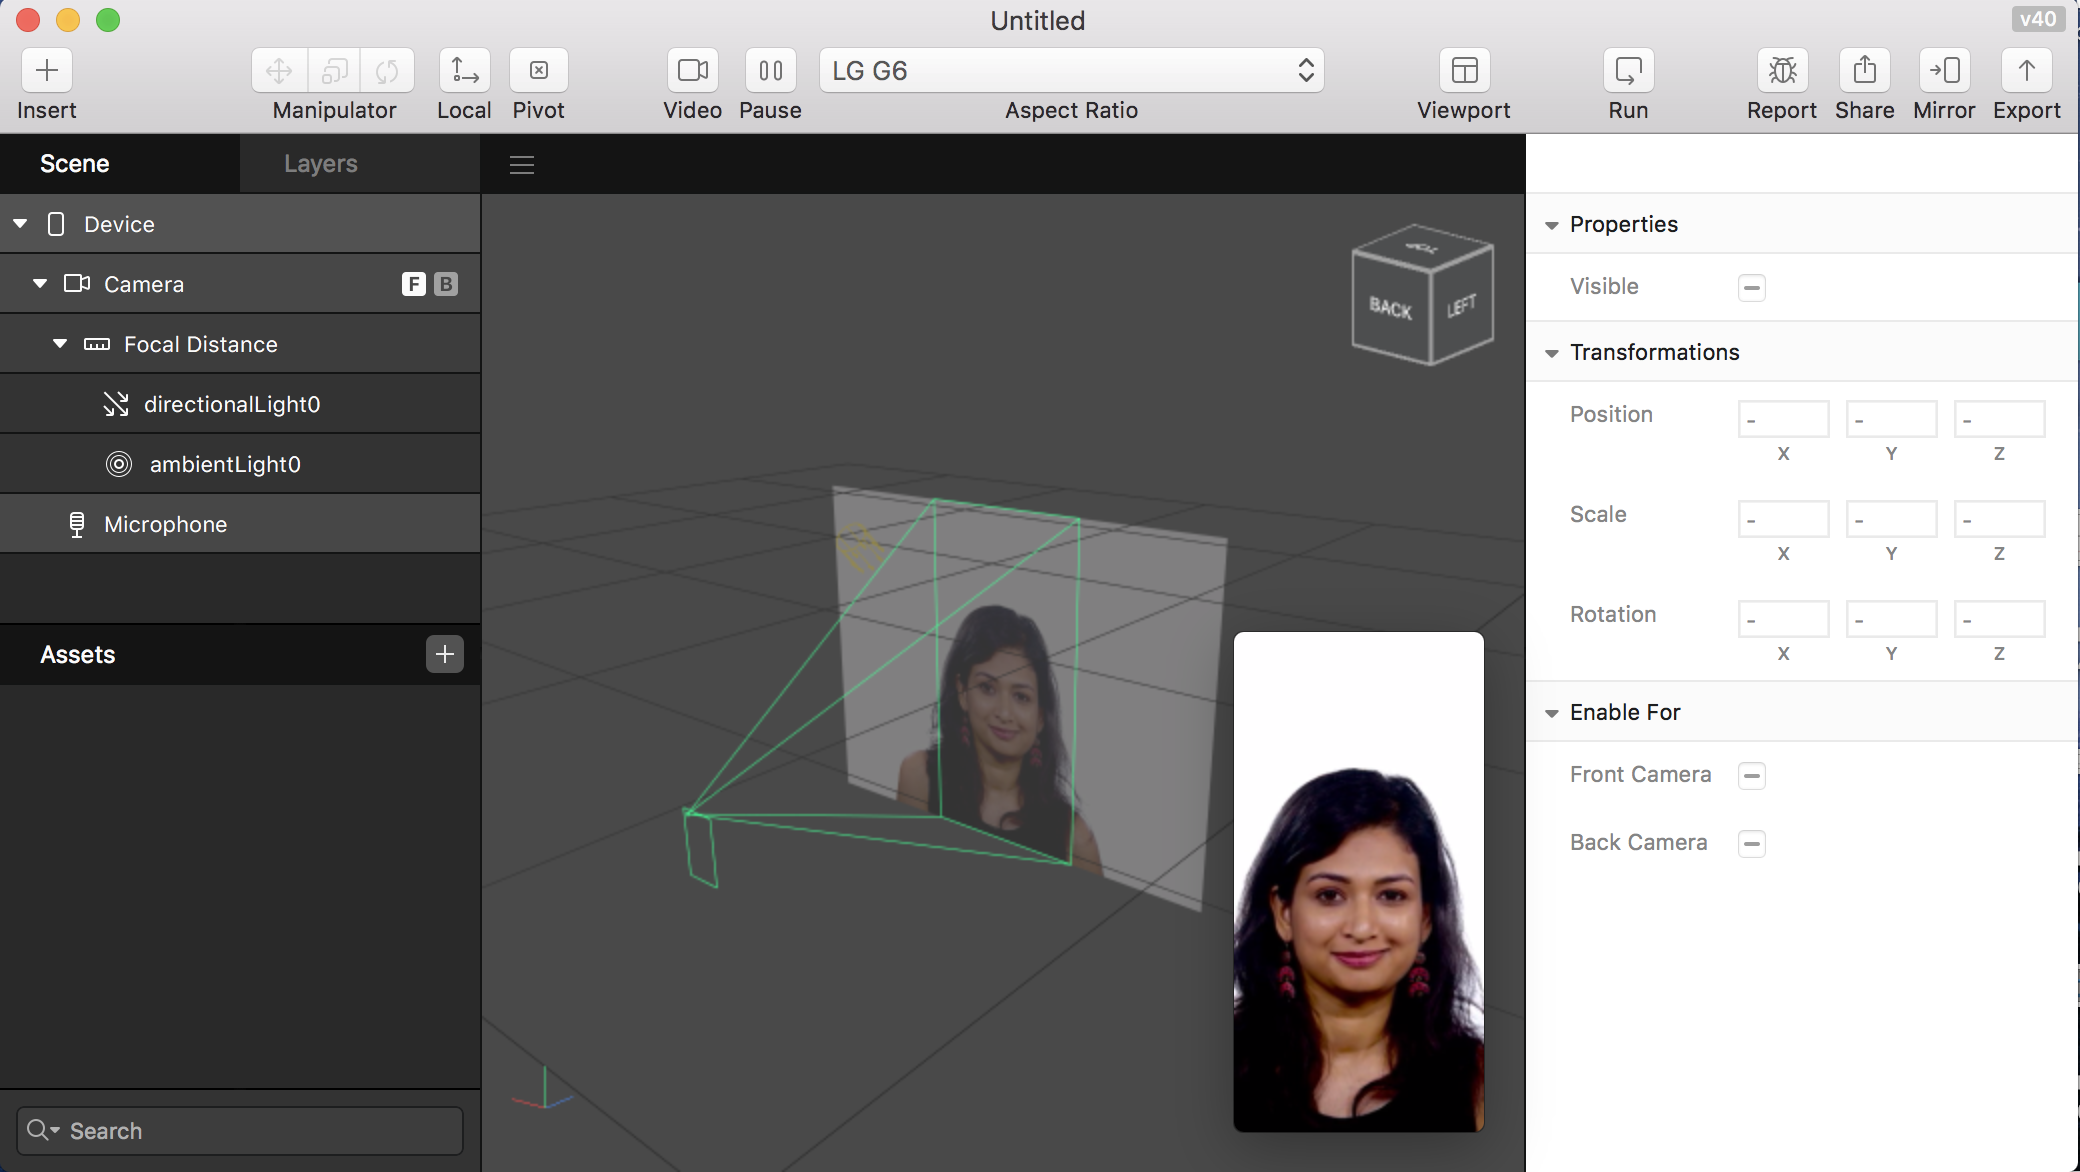 Untitled
v40
Insert
Manipulator
Local
Pivot
Video
Pause
LG G6
Aspect Ratio
Viewport
Run
Report
Share
Mirror
Export
Scene
Layers
Device
Camera
F B
Focal Distance
directionalLight0
ambientLight0
Microphone
Assets
Search
TOP
BACK
LEFT
Properties
Visible
Transformations
Position
- - -
X Y Z
Scale
- - -
X Y Z
Rotation
- - -
X Y Z
Enable For
Front Camera
Back Camera